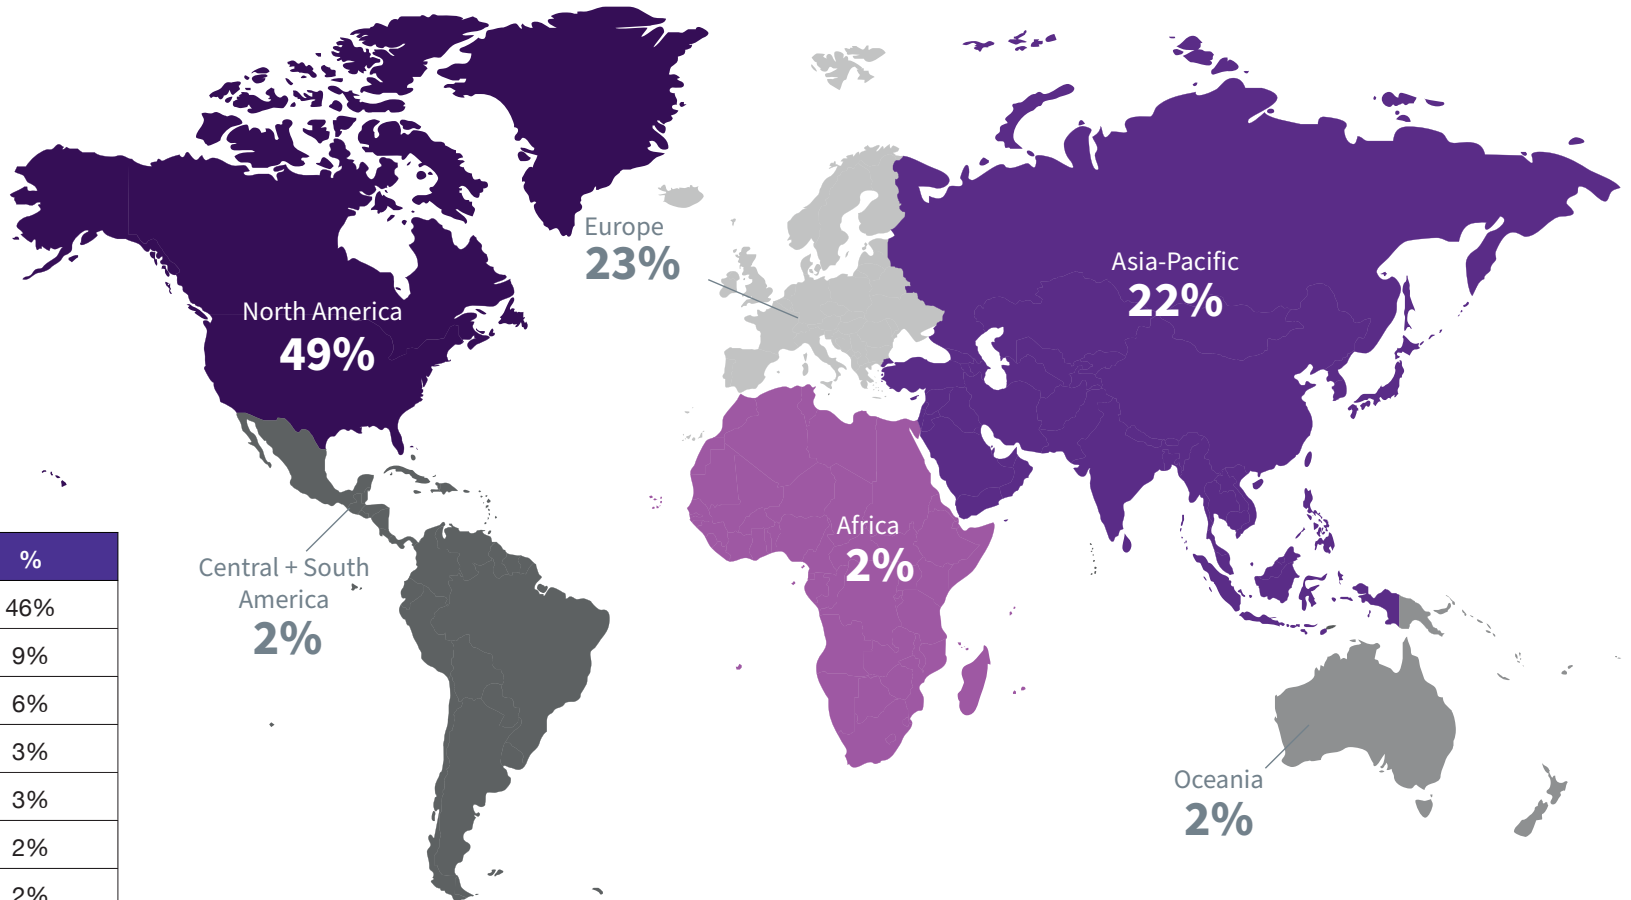 North America
49%
Europe
23%
Asia-Pacific
22%
Central + South
America
2%
Africa
2%
Oceania
2%
%
46%
9%
6%
3%
3%
2%
2%